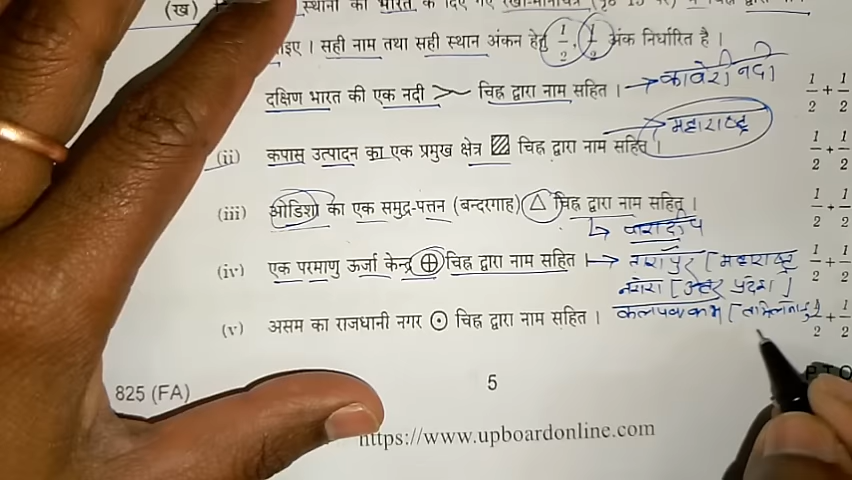 (ख) स्थानों को भारत के दिए गए रेखा-मानचित्र
सही नाम तथा सही स्थान अंकन हेतु 1/2, 1/2 अंक निर्धारित है ।
दक्षिण भारत की एक नदी चिह्न द्वारा नाम सहित । → कावेरी नदी 1/2 + 1/2
(ii) कपास उत्पादन का एक प्रमुख क्षेत्र चिह्न द्वारा नाम सहित । → महाराष्ट्र 1/2 + 1/2
(iii) ओडिशा का एक समुद्र-पत्तन (बन्दरगाह) △ चिह्न द्वारा नाम सहित । 1/2 + 1/2
↳ पारादीप
(iv) एक परमाणु ऊर्जा केन्द्र ⊕ चिह्न द्वारा नाम सहित । → तारापुर [महाराष्ट्र 1/2 + 1/2
नरोरा [उत्तर प्रदेश]
(v) असम का राजधानी नगर ⊙ चिह्न द्वारा नाम सहित । कलपक्कम [तामिलनाडु] 1/2 + 1/2
825 (FA) 5 P.T.O
https://www.upboardonline.com